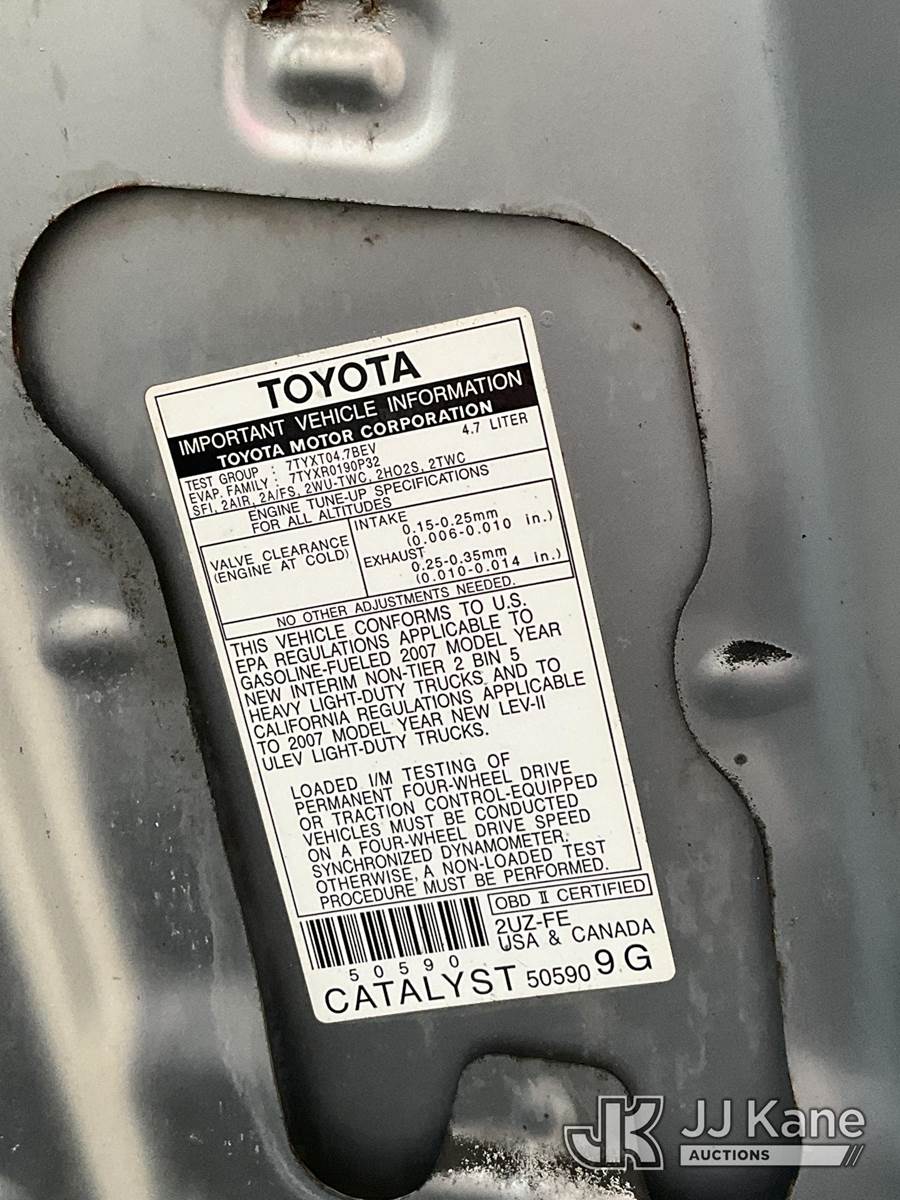 TOYOTA
IMPORTANT VEHICLE INFORMATION
TOYOTA MOTOR CORPORATION
TEST GROUP : 7TYXT04.7BEV 4.7 LITER
EVAP. FAMILY : 7TYXR0190P32
SFI, 2AIR, 2A/FS, 2WU-TWC, 2HO2S, 2TWC
ENGINE TUNE-UP SPECIFICATIONS
FOR ALL ALTITUDES
VALVE CLEARANCE
(ENGINE AT COLD)
INTAKE
0.15-0.25mm
(0.006-0.010 in.)
EXHAUST
0.25-0.35mm
(0.010-0.014 in.)
NO OTHER ADJUSTMENTS NEEDED.
THIS VEHICLE CONFORMS TO U.S.
EPA REGULATIONS APPLICABLE TO
GASOLINE-FUELED 2007 MODEL YEAR
NEW INTERIM NON-TIER 2 BIN 5
HEAVY LIGHT-DUTY TRUCKS AND TO
CALIFORNIA REGULATIONS APPLICABLE
TO 2007 MODEL YEAR NEW LEV-II
ULEV LIGHT-DUTY TRUCKS.
LOADED I/M TESTING OF
PERMANENT FOUR-WHEEL DRIVE
OR TRACTION CONTROL-EQUIPPED
VEHICLES MUST BE CONDUCTED
ON A FOUR-WHEEL DRIVE SPEED
SYNCHRONIZED DYNAMOMETER.
OTHERWISE, A NON-LOADED TEST
PROCEDURE MUST BE PERFORMED.
OBD II CERTIFIED
2UZ-FE
USA & CANADA
50590
CATALYST 50590 9G
JK JJ Kane
AUCTIONS